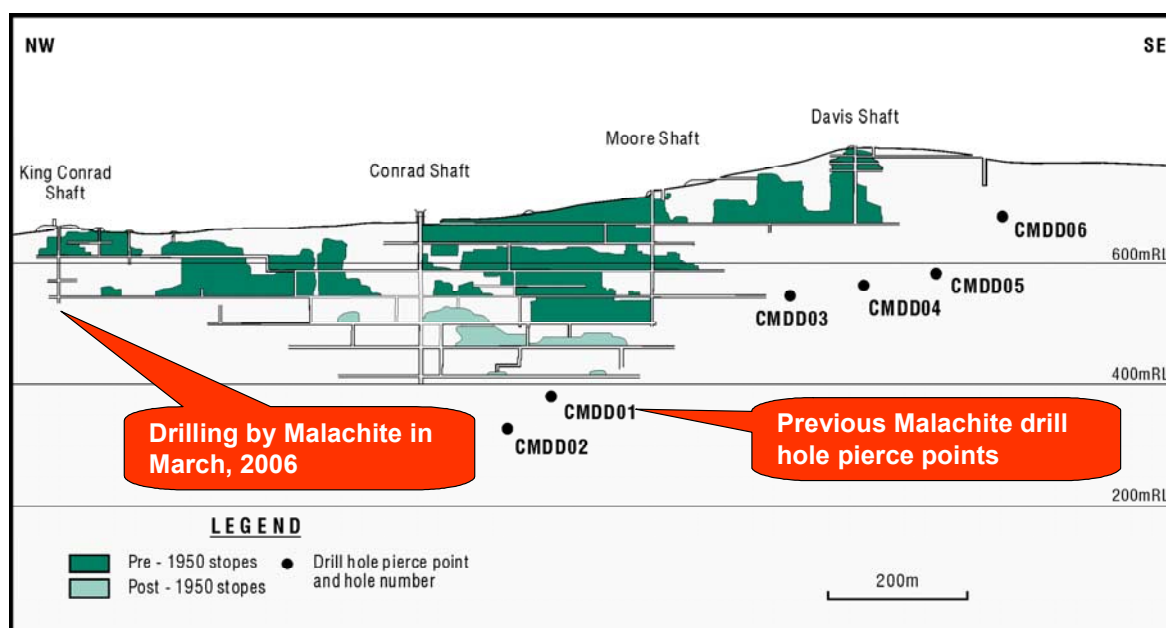 NW
SE
Davis Shaft
Moore Shaft
King Conrad
Shaft
Conrad Shaft
CMDD06
600mRL
CMDD05
CMDD04
CMDD03
400mRL
CMDD01
CMDD02
Drilling by Malachite in
March, 2006
Previous Malachite drill
hole pierce points
200mRL
LEGEND
Pre - 1950 stopes
Post - 1950 stopes
Drill hole pierce point
and hole number
200m